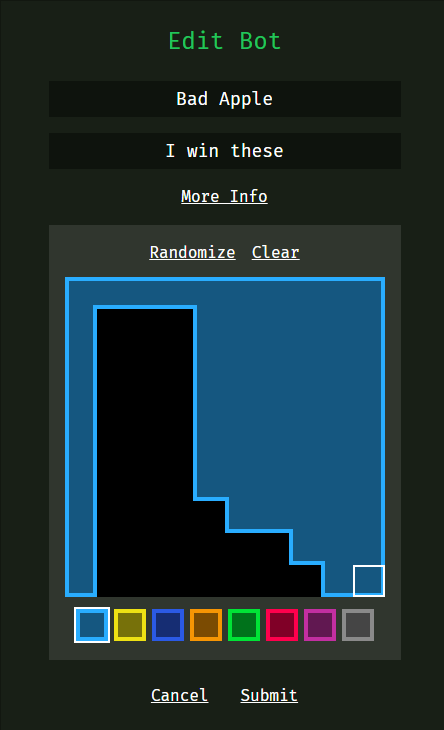 Edit Bot
Bad Apple
I win these
More Info
Randomize Clear
Cancel Submit